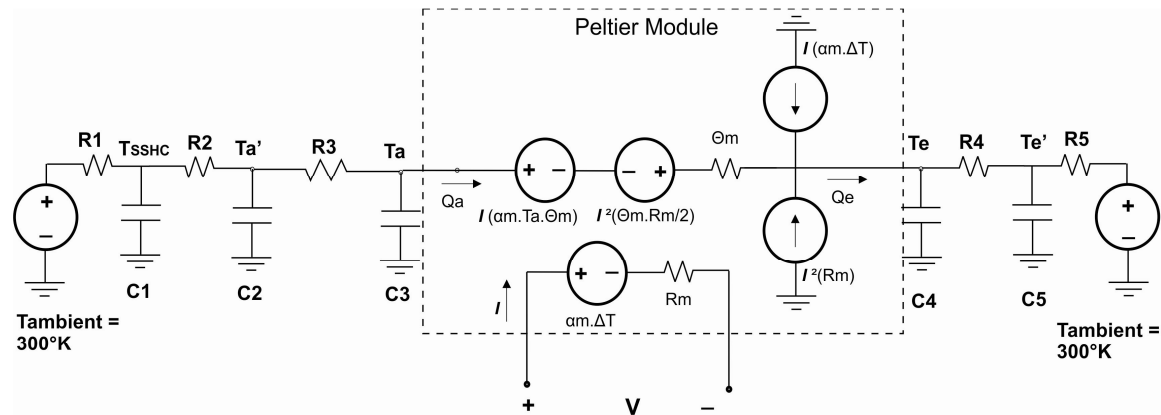 Peltier Module
I (αm.ΔT)
R1
TSSHC
R2
Ta'
R3
Ta
Θm
Te
R4
Te'
R5
+
–
+ –
– +
Qa
Qe
I (αm.Ta.Θm)
I ²(Θm.Rm/2)
+
–
I ²(Rm)
+ –
Rm
αm.ΔT
I
C1
C2
C3
C4
C5
Tambient =
300°K
Tambient =
300°K
+ V –